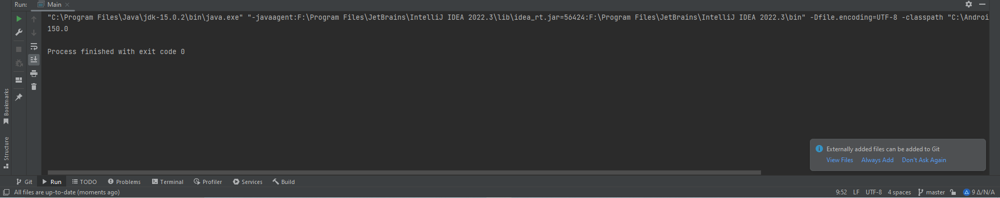 Run: Main
"C:\Program Files\Java\jdk-15.0.2\bin\java.exe" "-javaagent:F:\Program Files\JetBrains\IntelliJ IDEA 2022.3\lib\idea_rt.jar=56424:F:\Program Files\JetBrains\IntelliJ IDEA 2022.3\bin" -Dfile.encoding=UTF-8 -classpath "C:\Androi
150.0
Process finished with exit code 0
Bookmarks
Structure
Externally added files can be added to Git
View Files Always Add Don't Ask Again
Git Run TODO Problems Terminal Profiler Services Build
All files are up-to-date (moments ago) 9:52 LF UTF-8 4 spaces master 9 Δ/N/A